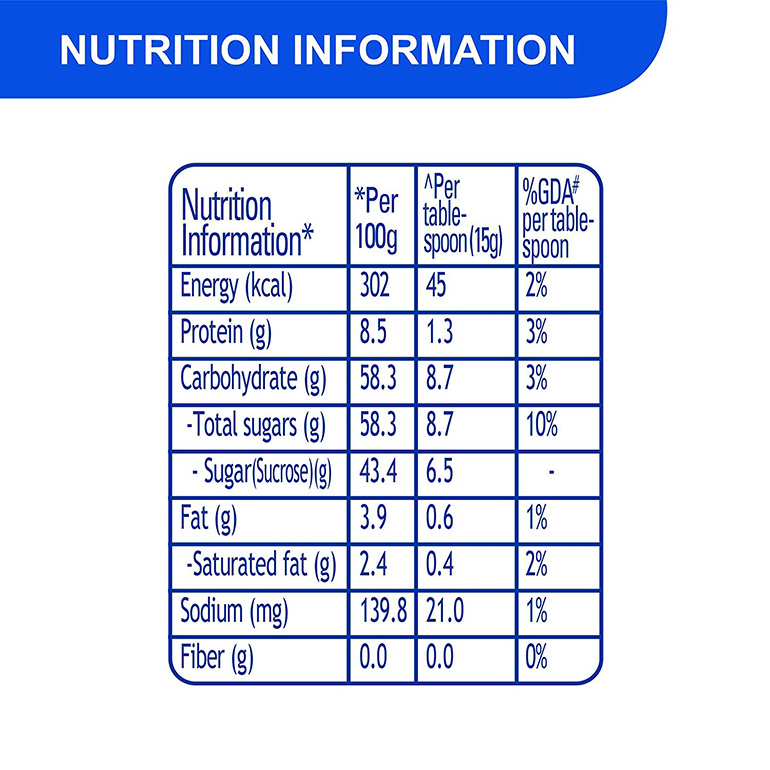 NUTRITION INFORMATION
Nutrition Information* *Per 100g ^Per table-spoon (15g) %GDA# per table-spoon
Energy (kcal) 302 45 2%
Protein (g) 8.5 1.3 3%
Carbohydrate (g) 58.3 8.7 3%
-Total sugars (g) 58.3 8.7 10%
- Sugar(Sucrose)(g) 43.4 6.5 -
Fat (g) 3.9 0.6 1%
-Saturated fat (g) 2.4 0.4 2%
Sodium (mg) 139.8 21.0 1%
Fiber (g) 0.0 0.0 0%